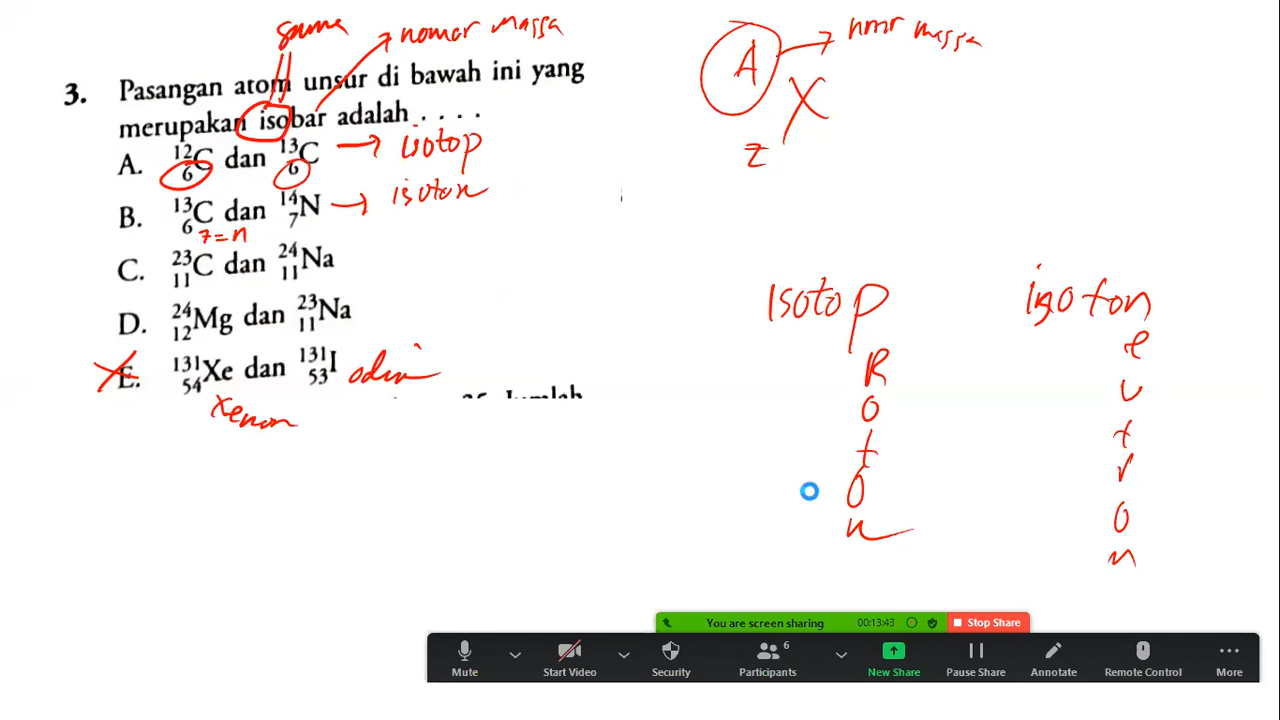 same
nomor massa
A
nmr massa
X
z
3. Pasangan atom unsur di bawah ini yang
merupakan isobar adalah . . . .
A. ¹²₆C dan ¹³₆C → isotop
B. ¹³₆C dan ¹⁴₇N → isoton
7 = n
C. ²³₁₁C dan ²⁴₁₁Na
D. ²⁴₁₂Mg dan ²³₁₁Na
E. ¹³¹₅₄Xe dan ¹³¹₅₃I odin
xenon
Isotop
Roton
isoton
eutron
You are screen sharing 00:13:43 Stop Share
Mute Start Video Security Participants 6 New Share Pause Share Annotate Remote Control More